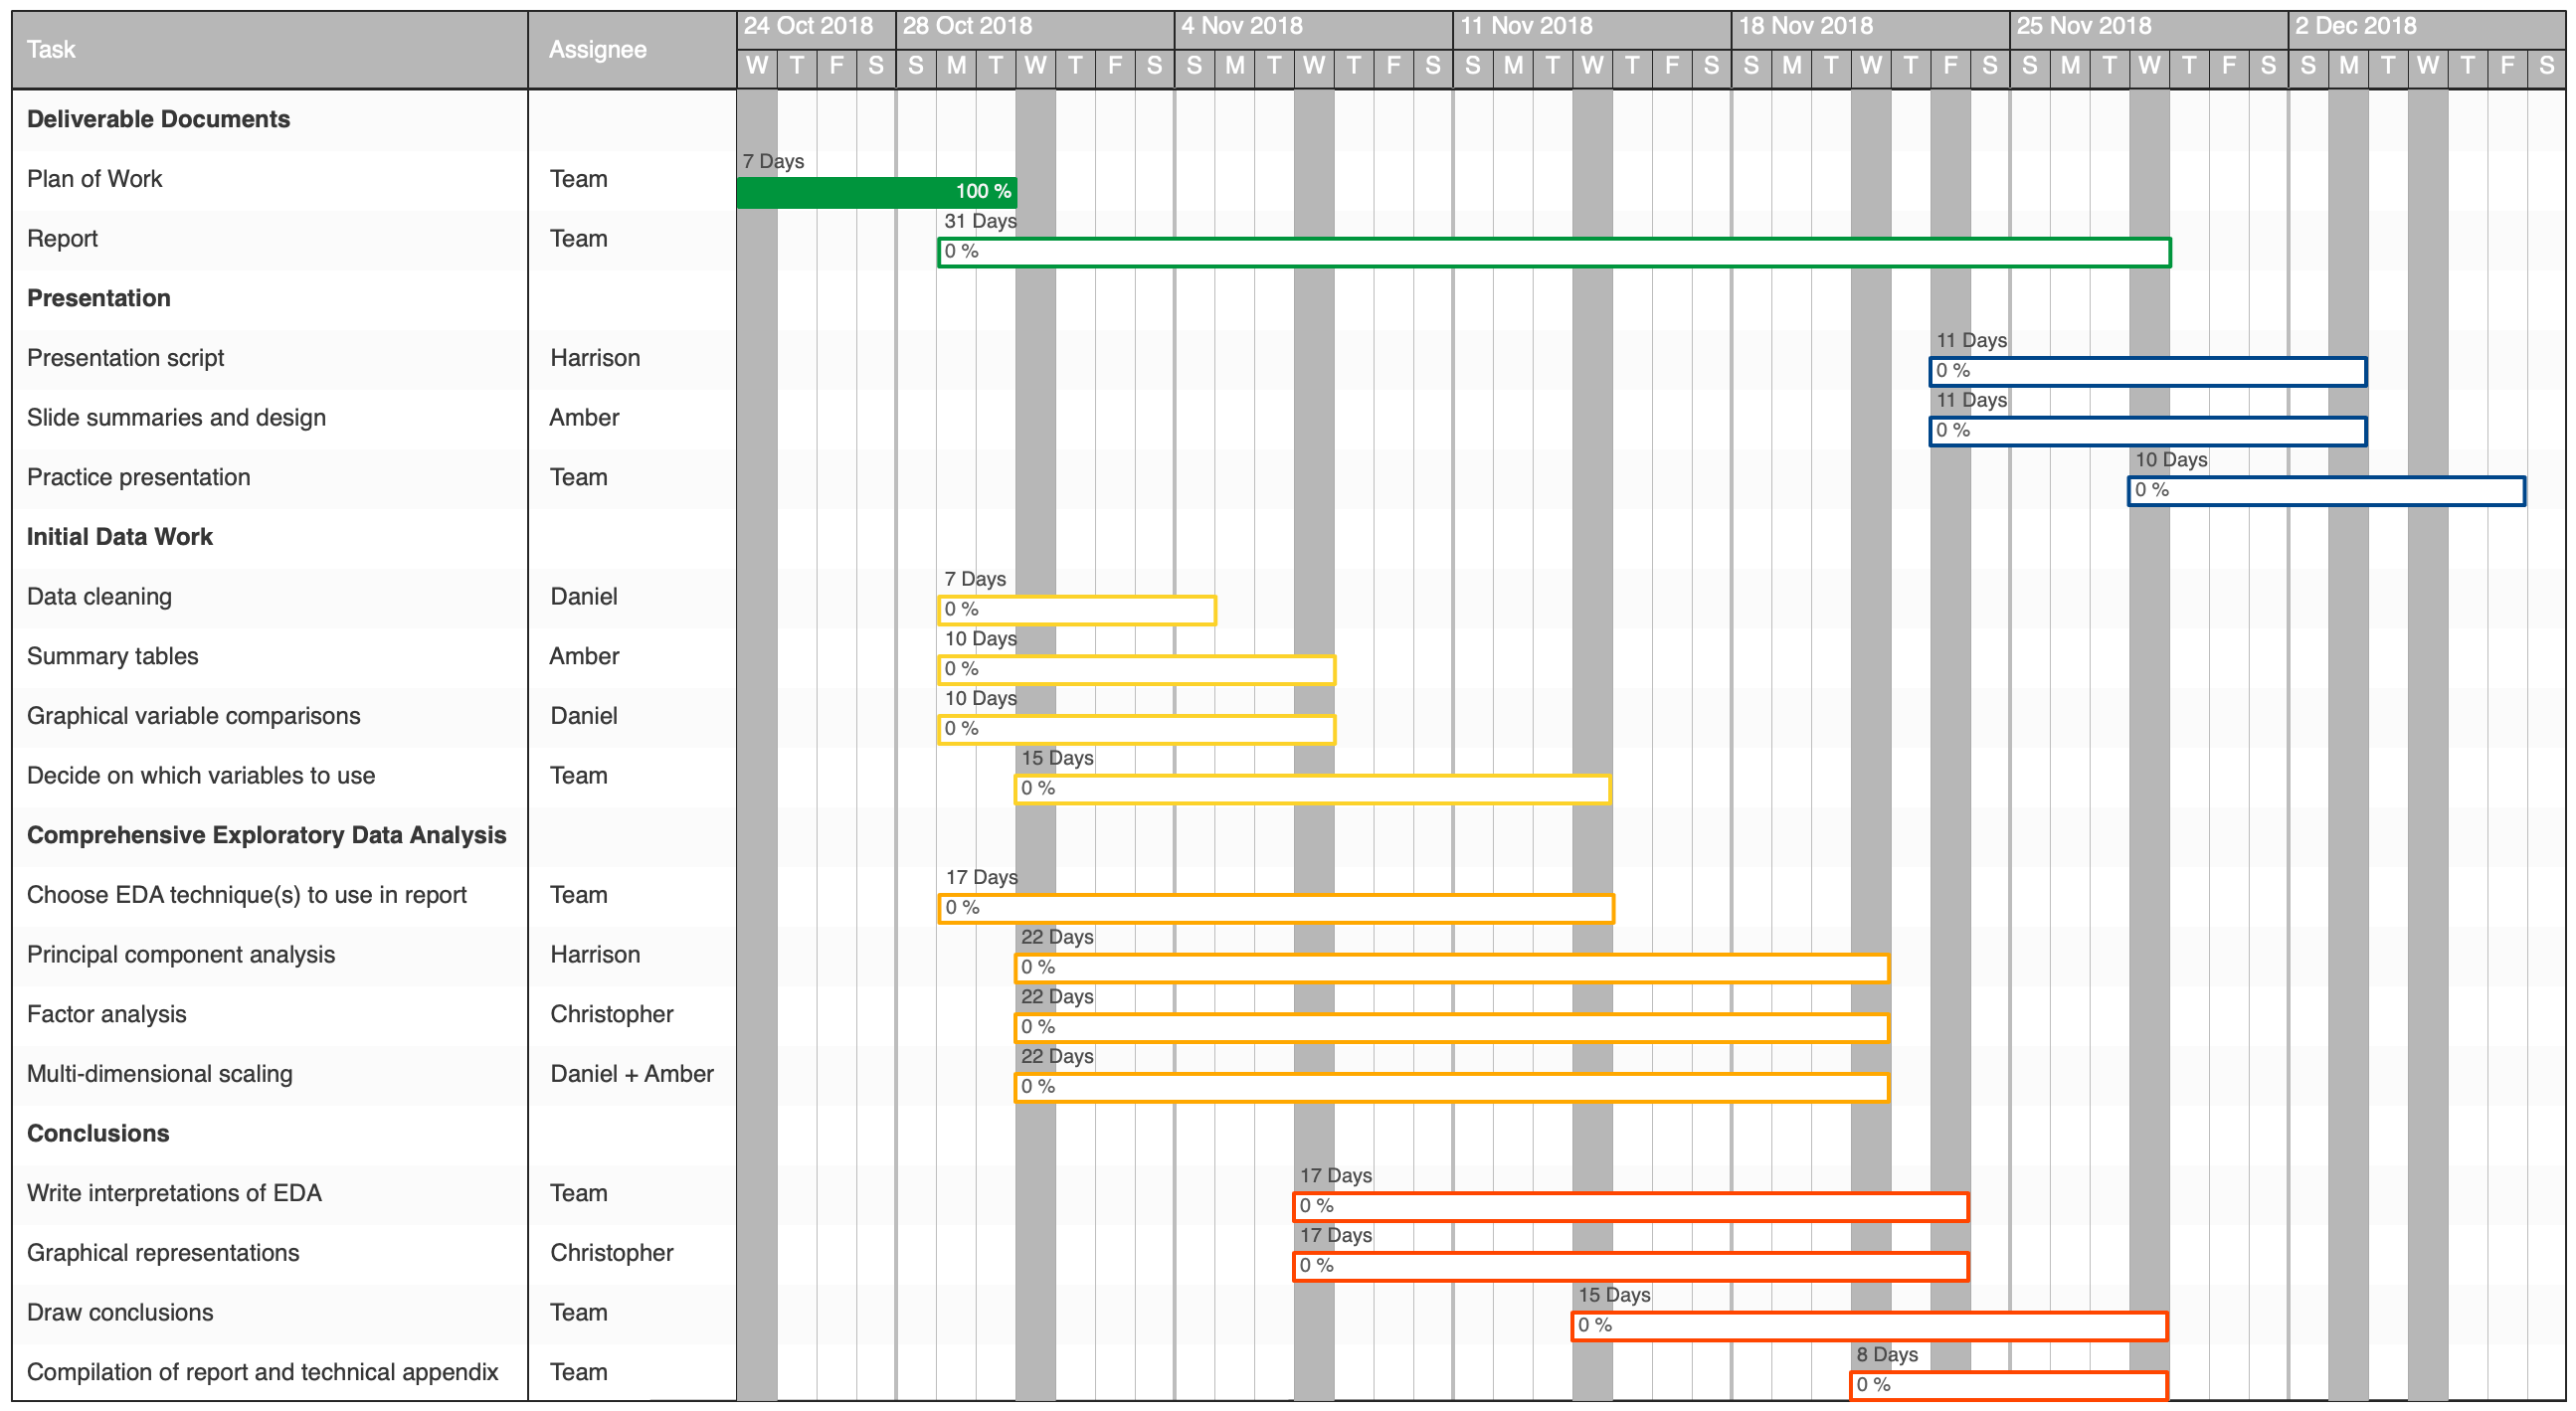 Task Assignee 24 Oct 2018 28 Oct 2018 4 Nov 2018 11 Nov 2018 18 Nov 2018 25 Nov 2018 2 Dec 2018
W T F S S M T W T F S S M T W T F S S M T W T F S S M T W T F S S M T W T F S S M T W T F S
Deliverable Documents
7 Days
Plan of Work Team 100 %
31 Days
Report Team 0 %
Presentation
11 Days
Presentation script Harrison 0 %
11 Days
Slide summaries and design Amber 0 %
10 Days
Practice presentation Team 0 %
Initial Data Work
7 Days
Data cleaning Daniel 0 %
10 Days
Summary tables Amber 0 %
10 Days
Graphical variable comparisons Daniel 0 %
15 Days
Decide on which variables to use Team 0 %
Comprehensive Exploratory Data Analysis
17 Days
Choose EDA technique(s) to use in report Team 0 %
22 Days
Principal component analysis Harrison 0 %
22 Days
Factor analysis Christopher 0 %
22 Days
Multi-dimensional scaling Daniel + Amber 0 %
Conclusions
17 Days
Write interpretations of EDA Team 0 %
17 Days
Graphical representations Christopher 0 %
15 Days
Draw conclusions Team 0 %
8 Days
Compilation of report and technical appendix Team 0 %